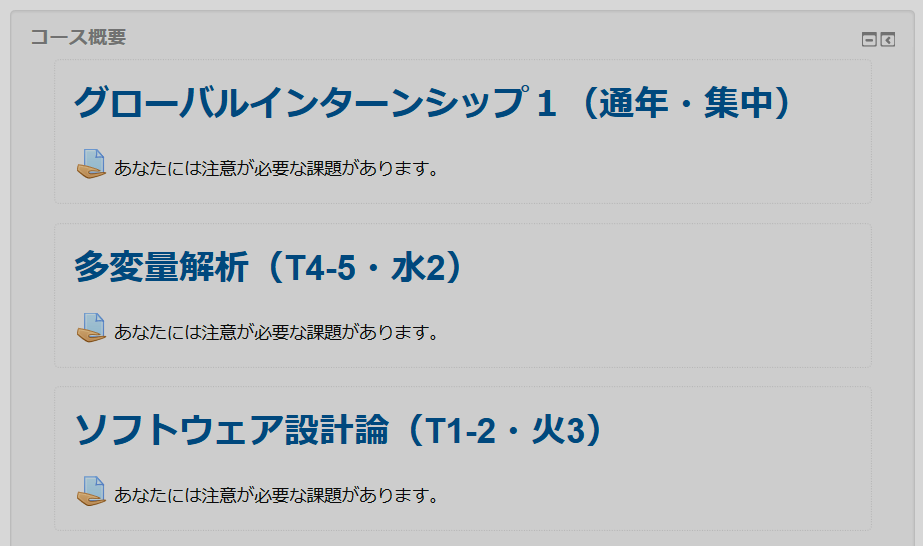 コース概要
グローバルインターンシップ１（通年・集中）
あなたには注意が必要な課題があります。
多変量解析（T4-5・水2）
あなたには注意が必要な課題があります。
ソフトウェア設計論（T1-2・火3）
あなたには注意が必要な課題があります。